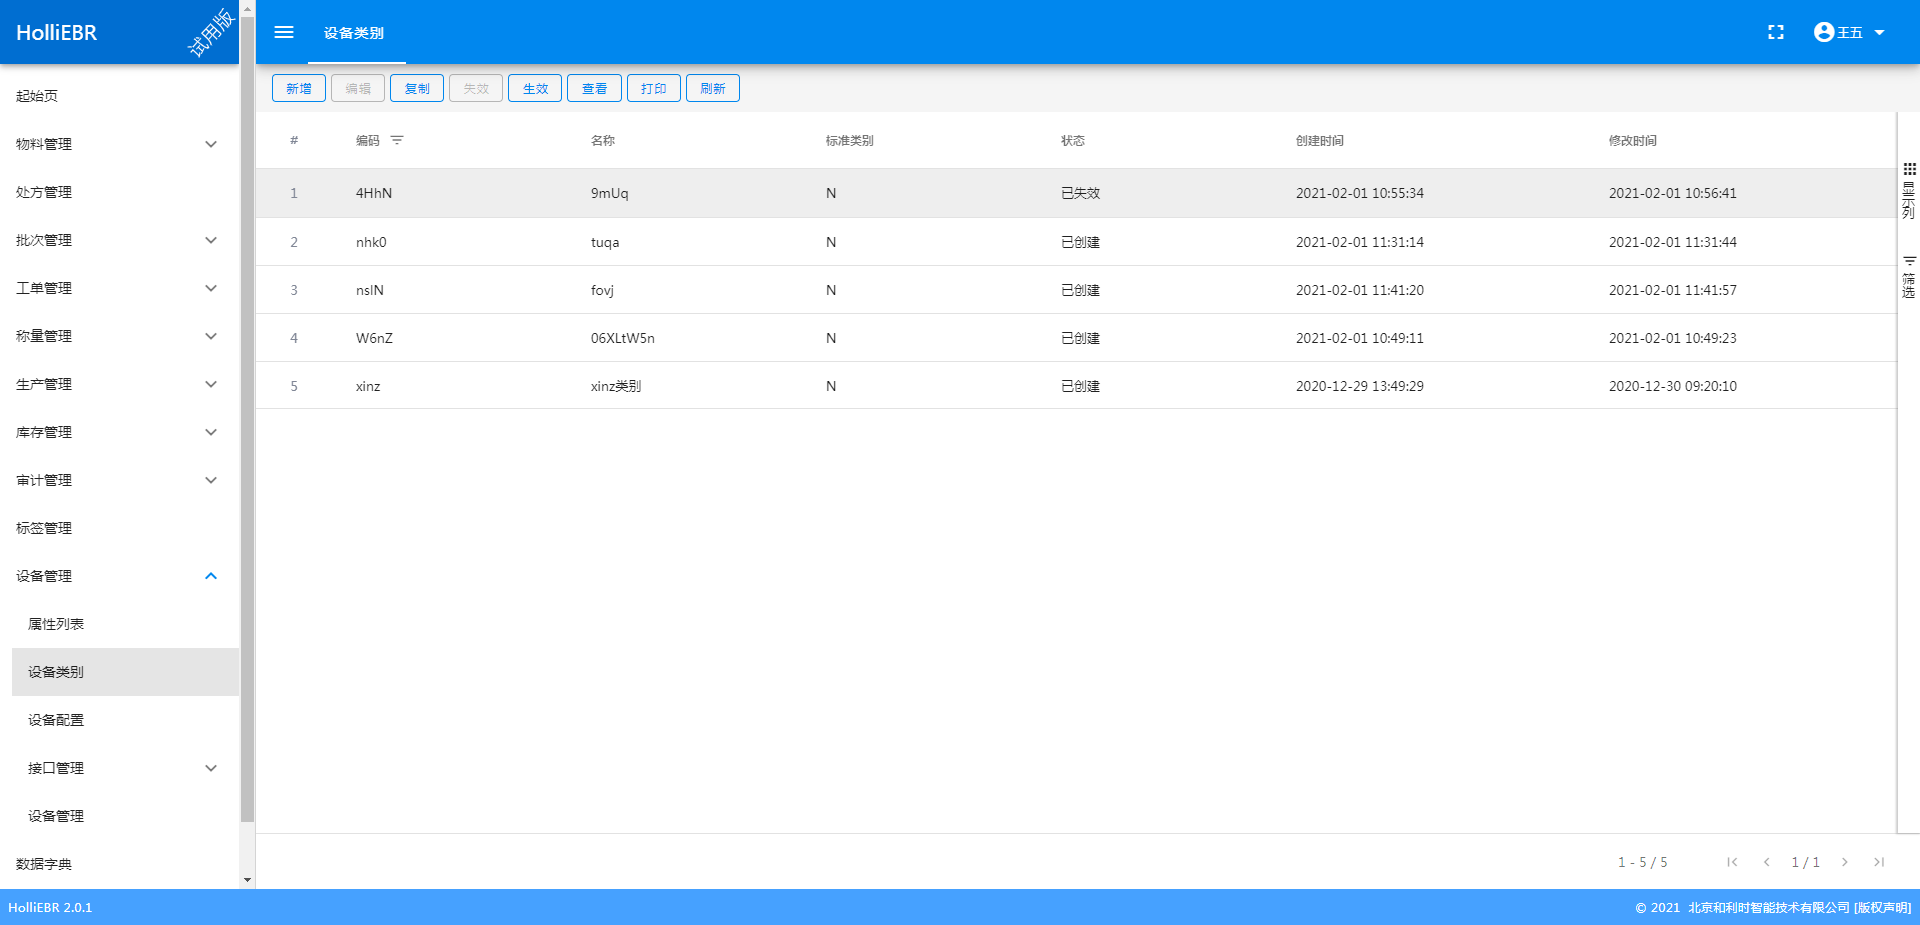 HolliEBR 试用版
设备类别
王五
起始页
物料管理
处方管理
批次管理
工单管理
称量管理
生产管理
库存管理
审计管理
标签管理
设备管理
属性列表
设备类别
设备配置
接口管理
设备管理
数据字典
新增 编辑 复制 失效 生效 查看 打印 刷新
# 编码 名称 标准类别 状态 创建时间 修改时间
1 4HhN 9mUq N 已失效 2021-02-01 10:55:34 2021-02-01 10:56:41
2 nhk0 tuqa N 已创建 2021-02-01 11:31:14 2021-02-01 11:31:44
3 nslN fovj N 已创建 2021-02-01 11:41:20 2021-02-01 11:41:57
4 W6nZ 06XLtW5n N 已创建 2021-02-01 10:49:11 2021-02-01 10:49:23
5 xinz xinz类别 N 已创建 2020-12-29 13:49:29 2020-12-30 09:20:10
显示列
筛选
1 - 5 / 5 1 / 1
HolliEBR 2.0.1
© 2021 北京和利时智能技术有限公司 [版权声明]